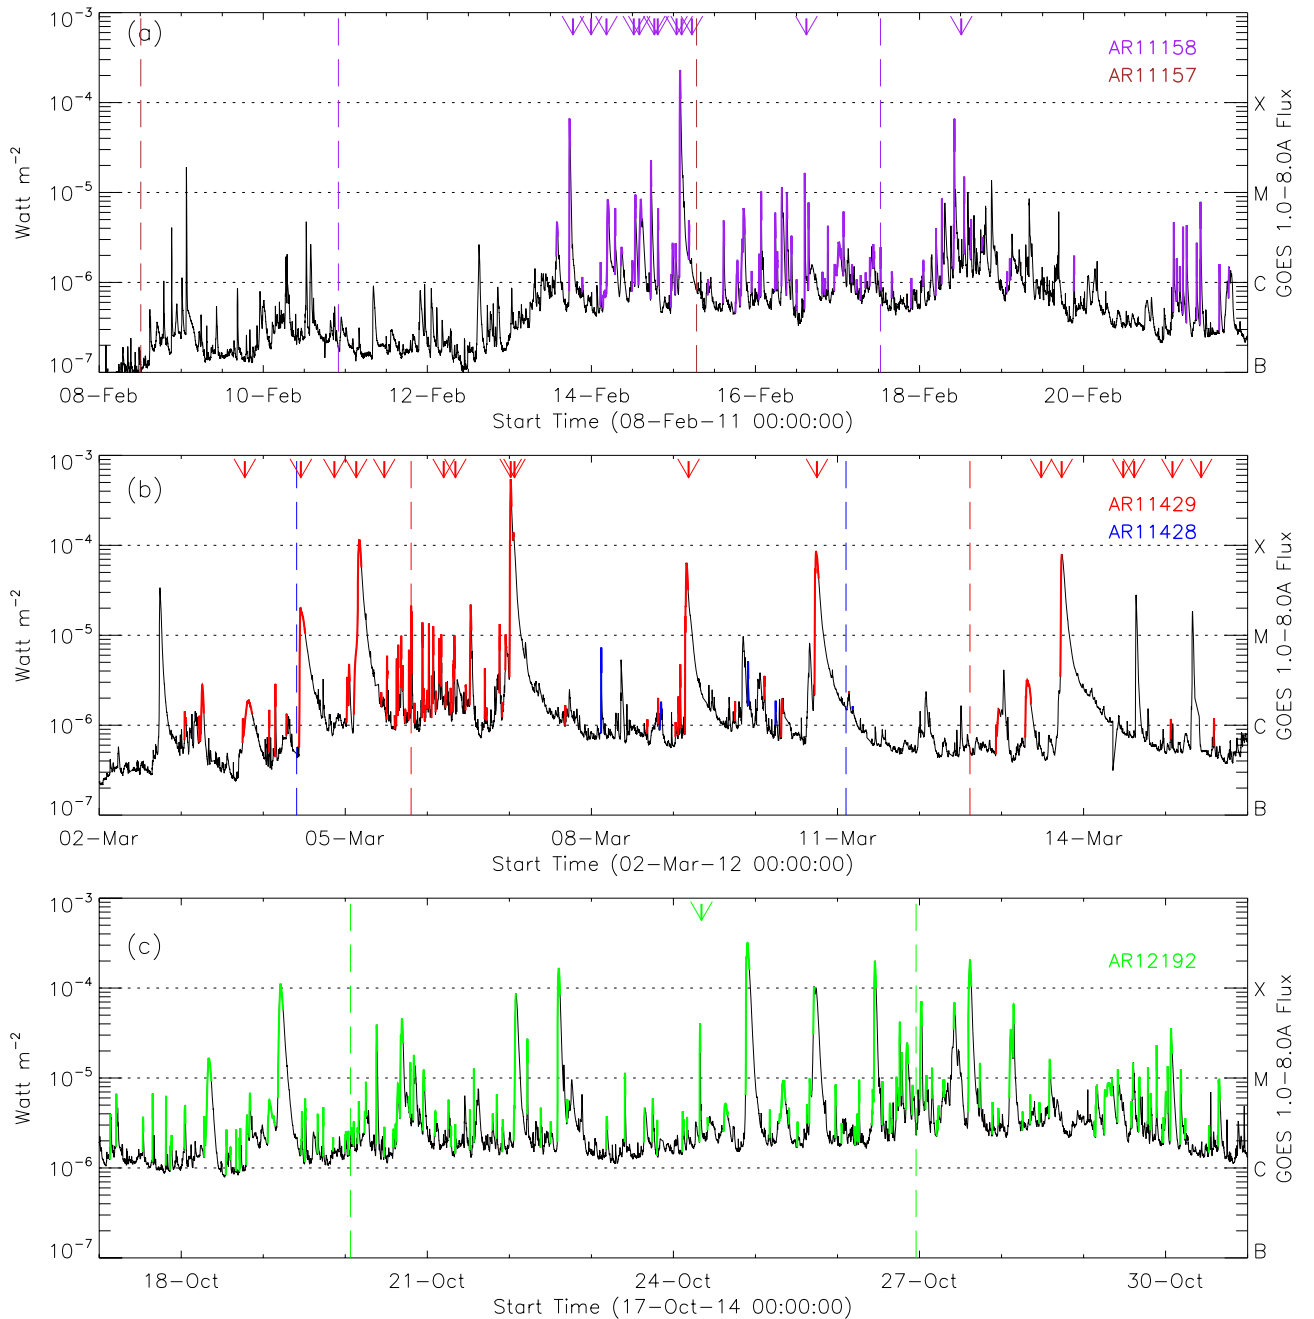 (a)
AR11158
AR11157
10−3
10−4
10−5
10−6
10−7
Watt m−2
X
M
C
B
GOES 1.0−8.0A Flux
08−Feb
10−Feb
12−Feb
14−Feb
16−Feb
18−Feb
20−Feb
Start Time (08−Feb−11 00:00:00)
(b)
AR11429
AR11428
10−3
10−4
10−5
10−6
10−7
Watt m−2
X
M
C
B
GOES 1.0−8.0A Flux
02−Mar
05−Mar
08−Mar
11−Mar
14−Mar
Start Time (02−Mar−12 00:00:00)
(c)
AR12192
10−3
10−4
10−5
10−6
10−7
Watt m−2
X
M
C
B
GOES 1.0−8.0A Flux
18−Oct
21−Oct
24−Oct
27−Oct
30−Oct
Start Time (17−Oct−14 00:00:00)